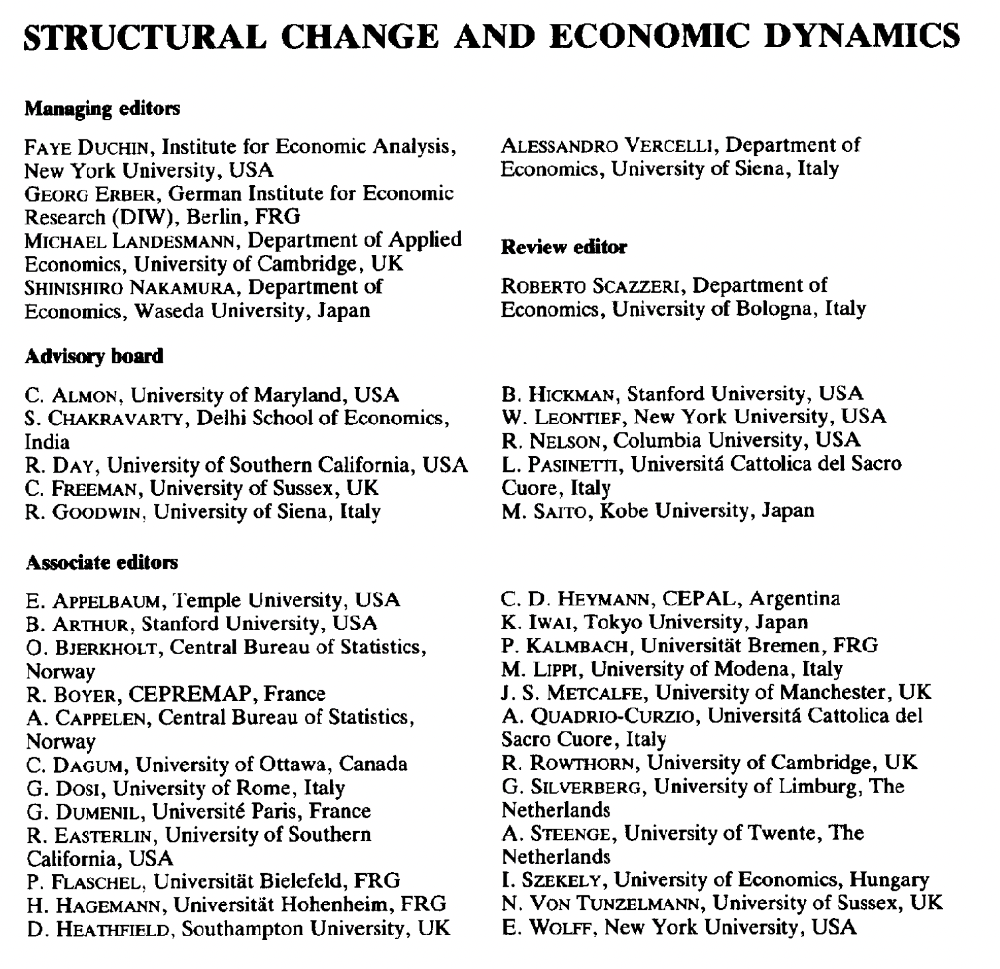 STRUCTURAL CHANGE AND ECONOMIC DYNAMICS
Managing editors
FAYE DUCHIN, Institute for Economic Analysis,
New York University, USA
GEORG ERBER, German Institute for Economic
Research (DIW), Berlin, FRG
MICHAEL LANDESMANN, Department of Applied
Economics, University of Cambridge, UK
SHINISHIRO NAKAMURA, Department of
Economics, Waseda University, Japan
ALESSANDRO VERCELLI, Department of
Economics, University of Siena, Italy
Review editor
ROBERTO SCAZZERI, Department of
Economics, University of Bologna, Italy
Advisory board
C. ALMON, University of Maryland, USA
S. CHAKRAVARTY, Delhi School of Economics,
India
R. DAY, University of Southern California, USA
C. FREEMAN, University of Sussex, UK
R. GOODWIN, University of Siena, Italy
B. HICKMAN, Stanford University, USA
W. LEONTIEF, New York University, USA
R. NELSON, Columbia University, USA
L. PASINETTI, Universitá Cattolica del Sacro
Cuore, Italy
M. SAITO, Kobe University, Japan
Associate editors
E. APPELBAUM, Temple University, USA
B. ARTHUR, Stanford University, USA
O. BJERKHOLT, Central Bureau of Statistics,
Norway
R. BOYER, CEPREMAP, France
A. CAPPELEN, Central Bureau of Statistics,
Norway
C. DAGUM, University of Ottawa, Canada
G. DOSI, University of Rome, Italy
G. DUMENIL, Université Paris, France
R. EASTERLIN, University of Southern
California, USA
P. FLASCHEL, Universität Bielefeld, FRG
H. HAGEMANN, Universität Hohenheim, FRG
D. HEATHFIELD, Southampton University, UK
C. D. HEYMANN, CEPAL, Argentina
K. IWAI, Tokyo University, Japan
P. KALMBACH, Universität Bremen, FRG
M. LIPPI, University of Modena, Italy
J. S. METCALFE, University of Manchester, UK
A. QUADRIO-CURZIO, Universitá Cattolica del
Sacro Cuore, Italy
R. ROWTHORN, University of Cambridge, UK
G. SILVERBERG, University of Limburg, The
Netherlands
A. STEENGE, University of Twente, The
Netherlands
I. SZEKELY, University of Economics, Hungary
N. VON TUNZELMANN, University of Sussex, UK
E. WOLFF, New York University, USA